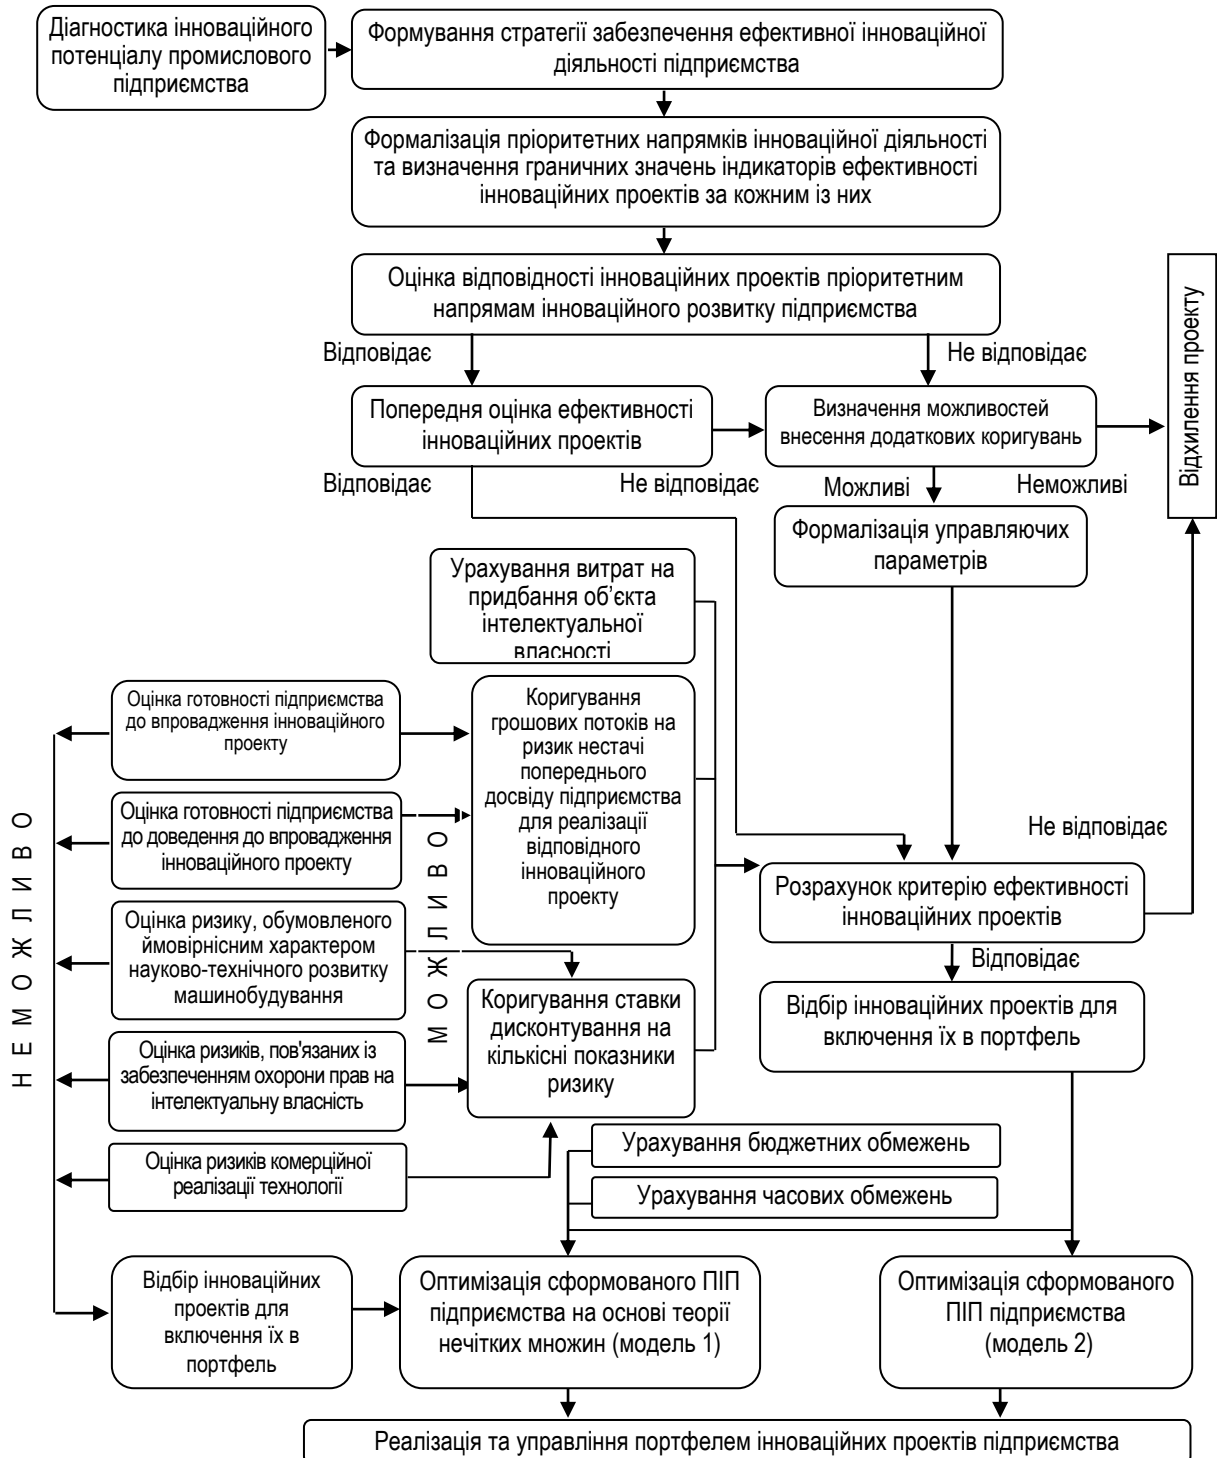 Діагностика інноваційного
потенціалу промислового
підприємства
Формування стратегії забезпечення ефективної інноваційної
діяльності підприємства
Формалізація пріоритетних напрямків інноваційної діяльності
та визначення граничних значень індикаторів ефективності
інноваційних проектів за кожним із них
Оцінка відповідності інноваційних проектів пріоритетним
напрямам інноваційного розвитку підприємства
Відхилення проекту
Відповідає
Не відповідає
Попередня оцінка ефективності
інноваційних проектів
Визначення можливостей
внесення додаткових коригувань
Відповідає
Не відповідає
Можливі
Неможливі
Формалізація управляючих
параметрів
Урахування витрат на
придбання об’єкта
інтелектуальної
власності
Оцінка готовності підприємства
до впровадження інноваційного
проекту
Коригування
грошових потоків на
ризик нестачі
попереднього
досвіду підприємства
для реалізації
відповідного
інноваційного
проекту
Оцінка готовності підприємства
до доведення до впровадження
інноваційного проекту
НЕМОЖЛИВО
МОЖЛИВО
Не відповідає
Розрахунок критерію ефективності
інноваційних проектів
Оцінка ризику, обумовленого
ймовірнісним характером
науково-технічного розвитку
машинобудування
Відповідає
Коригування ставки
дисконтування на
кількісні показники
ризику
Відбір інноваційних проектів для
включення їх в портфель
Оцінка ризиків, пов'язаних із
забезпеченням охорони прав на
інтелектуальну власність
Урахування бюджетних обмежень
Оцінка ризиків комерційної
реалізації технології
Урахування часових обмежень
Відбір інноваційних
проектів для
включення їх в
портфель
Оптимізація сформованого ПІП
підприємства на основі теорії
нечітких множин (модель 1)
Оптимізація сформованого
ПІП підприємства
(модель 2)
Реалізація та управління портфелем інноваційних проектів підприємства